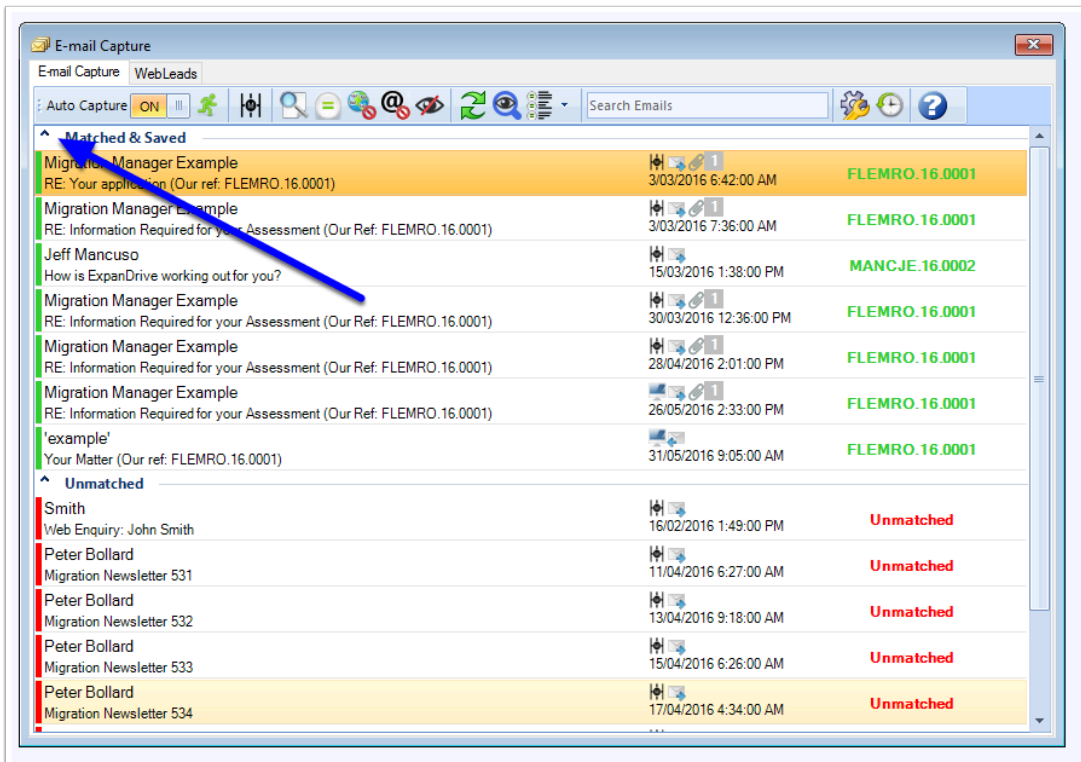 E-mail Capture
E-mail Capture WebLeads
Auto Capture ON Search Emails
Matched & Saved
Migration Manager Example 1 FLEMRO.16.0001
RE: Your application (Our ref: FLEMRO.16.0001) 3/03/2016 6:42:00 AM
Migration Manager Example 1 FLEMRO.16.0001
RE: Information Required for your Assessment (Our Ref: FLEMRO.16.0001) 3/03/2016 7:36:00 AM
Jeff Mancuso MANCJE.16.0002
How is ExpanDrive working out for you? 15/03/2016 1:38:00 PM
Migration Manager Example 1 FLEMRO.16.0001
RE: Information Required for your Assessment (Our Ref: FLEMRO.16.0001) 30/03/2016 12:36:00 PM
Migration Manager Example 1 FLEMRO.16.0001
RE: Information Required for your Assessment (Our Ref: FLEMRO.16.0001) 28/04/2016 2:01:00 PM
Migration Manager Example 1 FLEMRO.16.0001
RE: Information Required for your Assessment (Our Ref: FLEMRO.16.0001) 26/05/2016 2:33:00 PM
'example' FLEMRO.16.0001
Your Matter (Our ref: FLEMRO.16.0001) 31/05/2016 9:05:00 AM
Unmatched
Smith Unmatched
Web Enquiry: John Smith 16/02/2016 1:49:00 PM
Peter Bollard Unmatched
Migration Newsletter 531 11/04/2016 6:27:00 AM
Peter Bollard Unmatched
Migration Newsletter 532 13/04/2016 9:18:00 AM
Peter Bollard Unmatched
Migration Newsletter 533 15/04/2016 6:26:00 AM
Peter Bollard Unmatched
Migration Newsletter 534 17/04/2016 4:34:00 AM